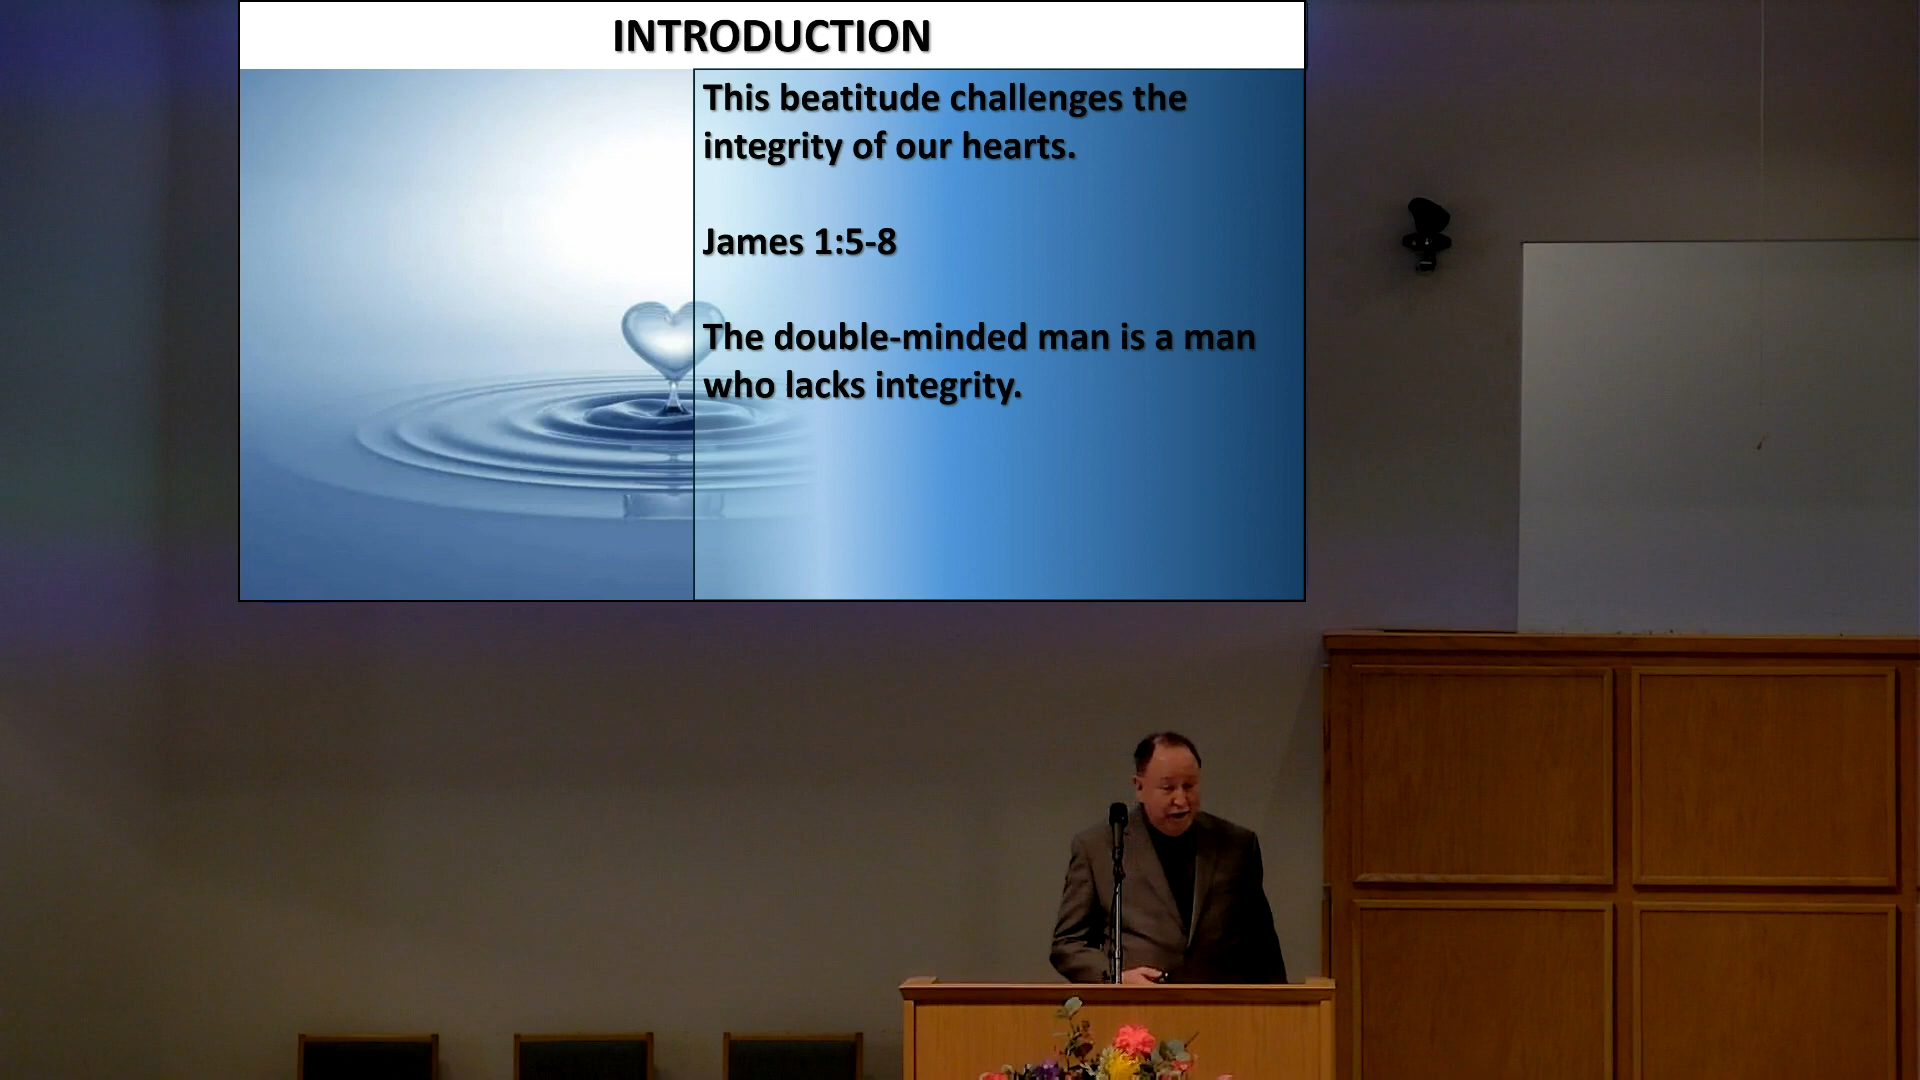 INTRODUCTION
This beatitude challenges the
integrity of our hearts.
James 1:5-8
The double-minded man is a man
who lacks integrity.